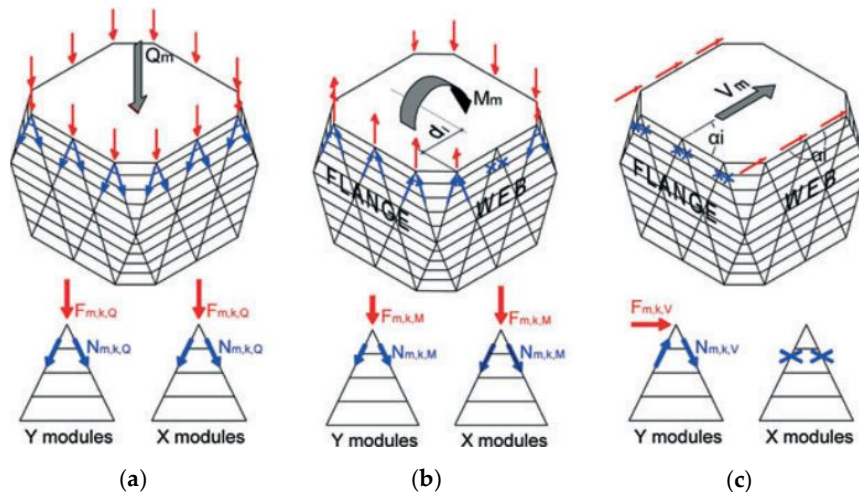 Qm
Mm
di
FLANGE
WEB
Vm
αi
αi
FLANGE
WEB
Fm,k,Q
Fm,k,Q
Nm,k,Q
Nm,k,Q
Y modules
X modules
Fm,k,M
Fm,k,M
Nm,k,M
Nm,k,M
Y modules
X modules
Fm,k,V
Nm,k,V
Y modules
X modules
(a)
(b)
(c)